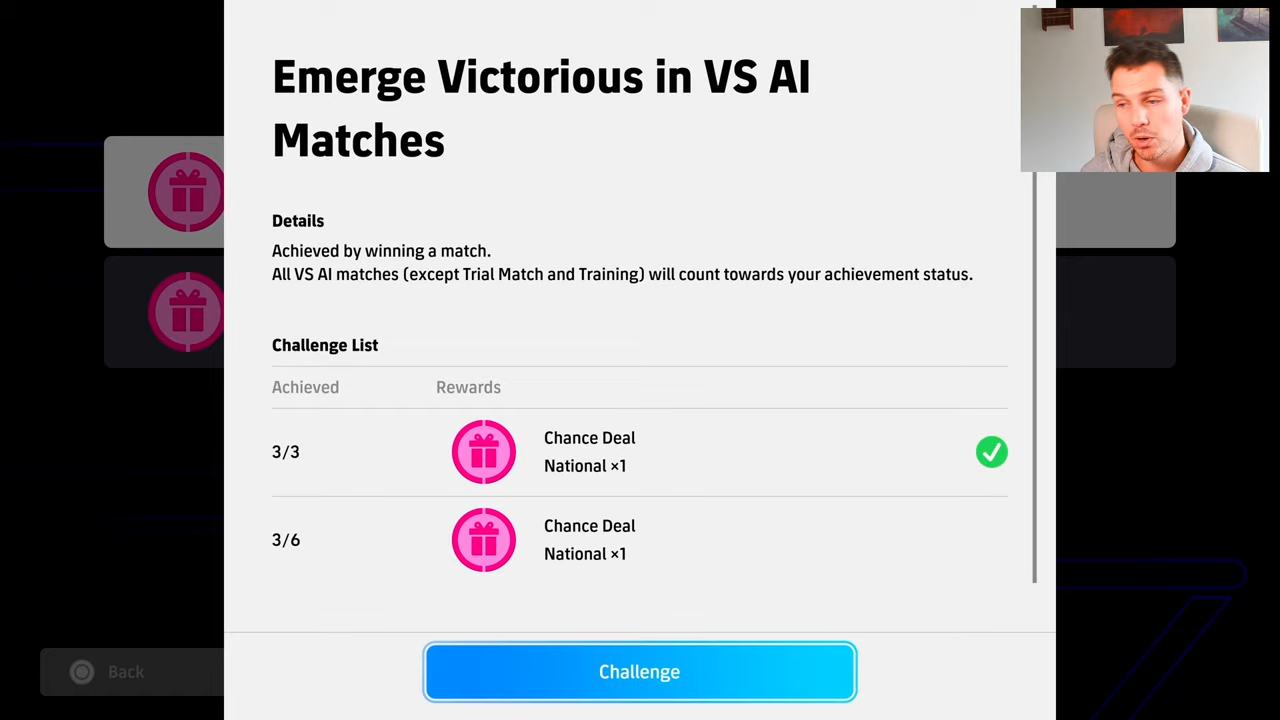 Emerge Victorious in VS AI
Matches
Details
Achieved by winning a match.
All VS AI matches (except Trial Match and Training) will count towards your achievement status.
Challenge List
Achieved Rewards
3/3
Chance Deal
National ×1
3/6
Chance Deal
National ×1
Back
Challenge